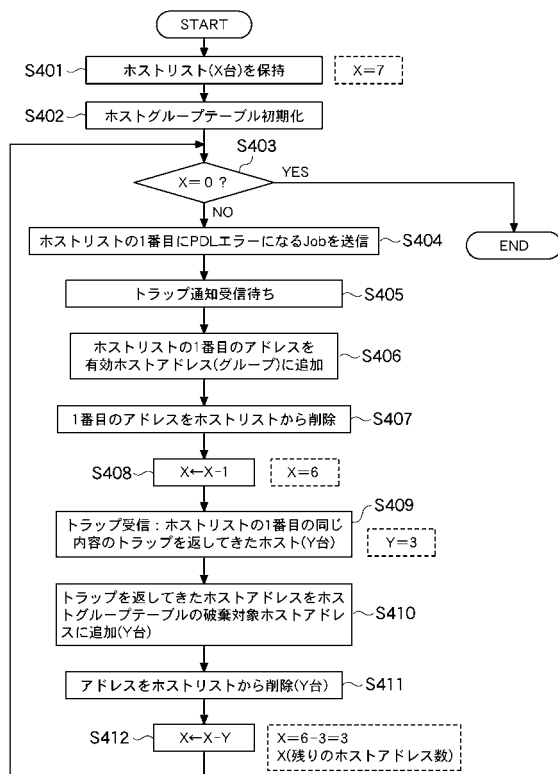 START
S401
ホストリスト(X台)を保持
X=7
S402
ホストグループテーブル初期化
S403
X=0？
YES
NO
ホストリストの1番目にPDLエラーになるJobを送信
S404
END
トラップ通知受信待ち
S405
ホストリストの1番目のアドレスを
有効ホストアドレス(グループ)に追加
S406
1番目のアドレスをホストリストから削除
S407
S408
X←X-1
X=6
S409
トラップ受信：ホストリストの1番目の同じ
内容のトラップを返してきたホスト(Y台)
Y=3
トラップを返してきたホストアドレスをホス
トグループテーブルの破棄対象ホストアドレ
スに追加(Y台)
S410
アドレスをホストリストから削除(Y台)
S411
S412
X←X-Y
X=6-3=3
X(残りのホストアドレス数)